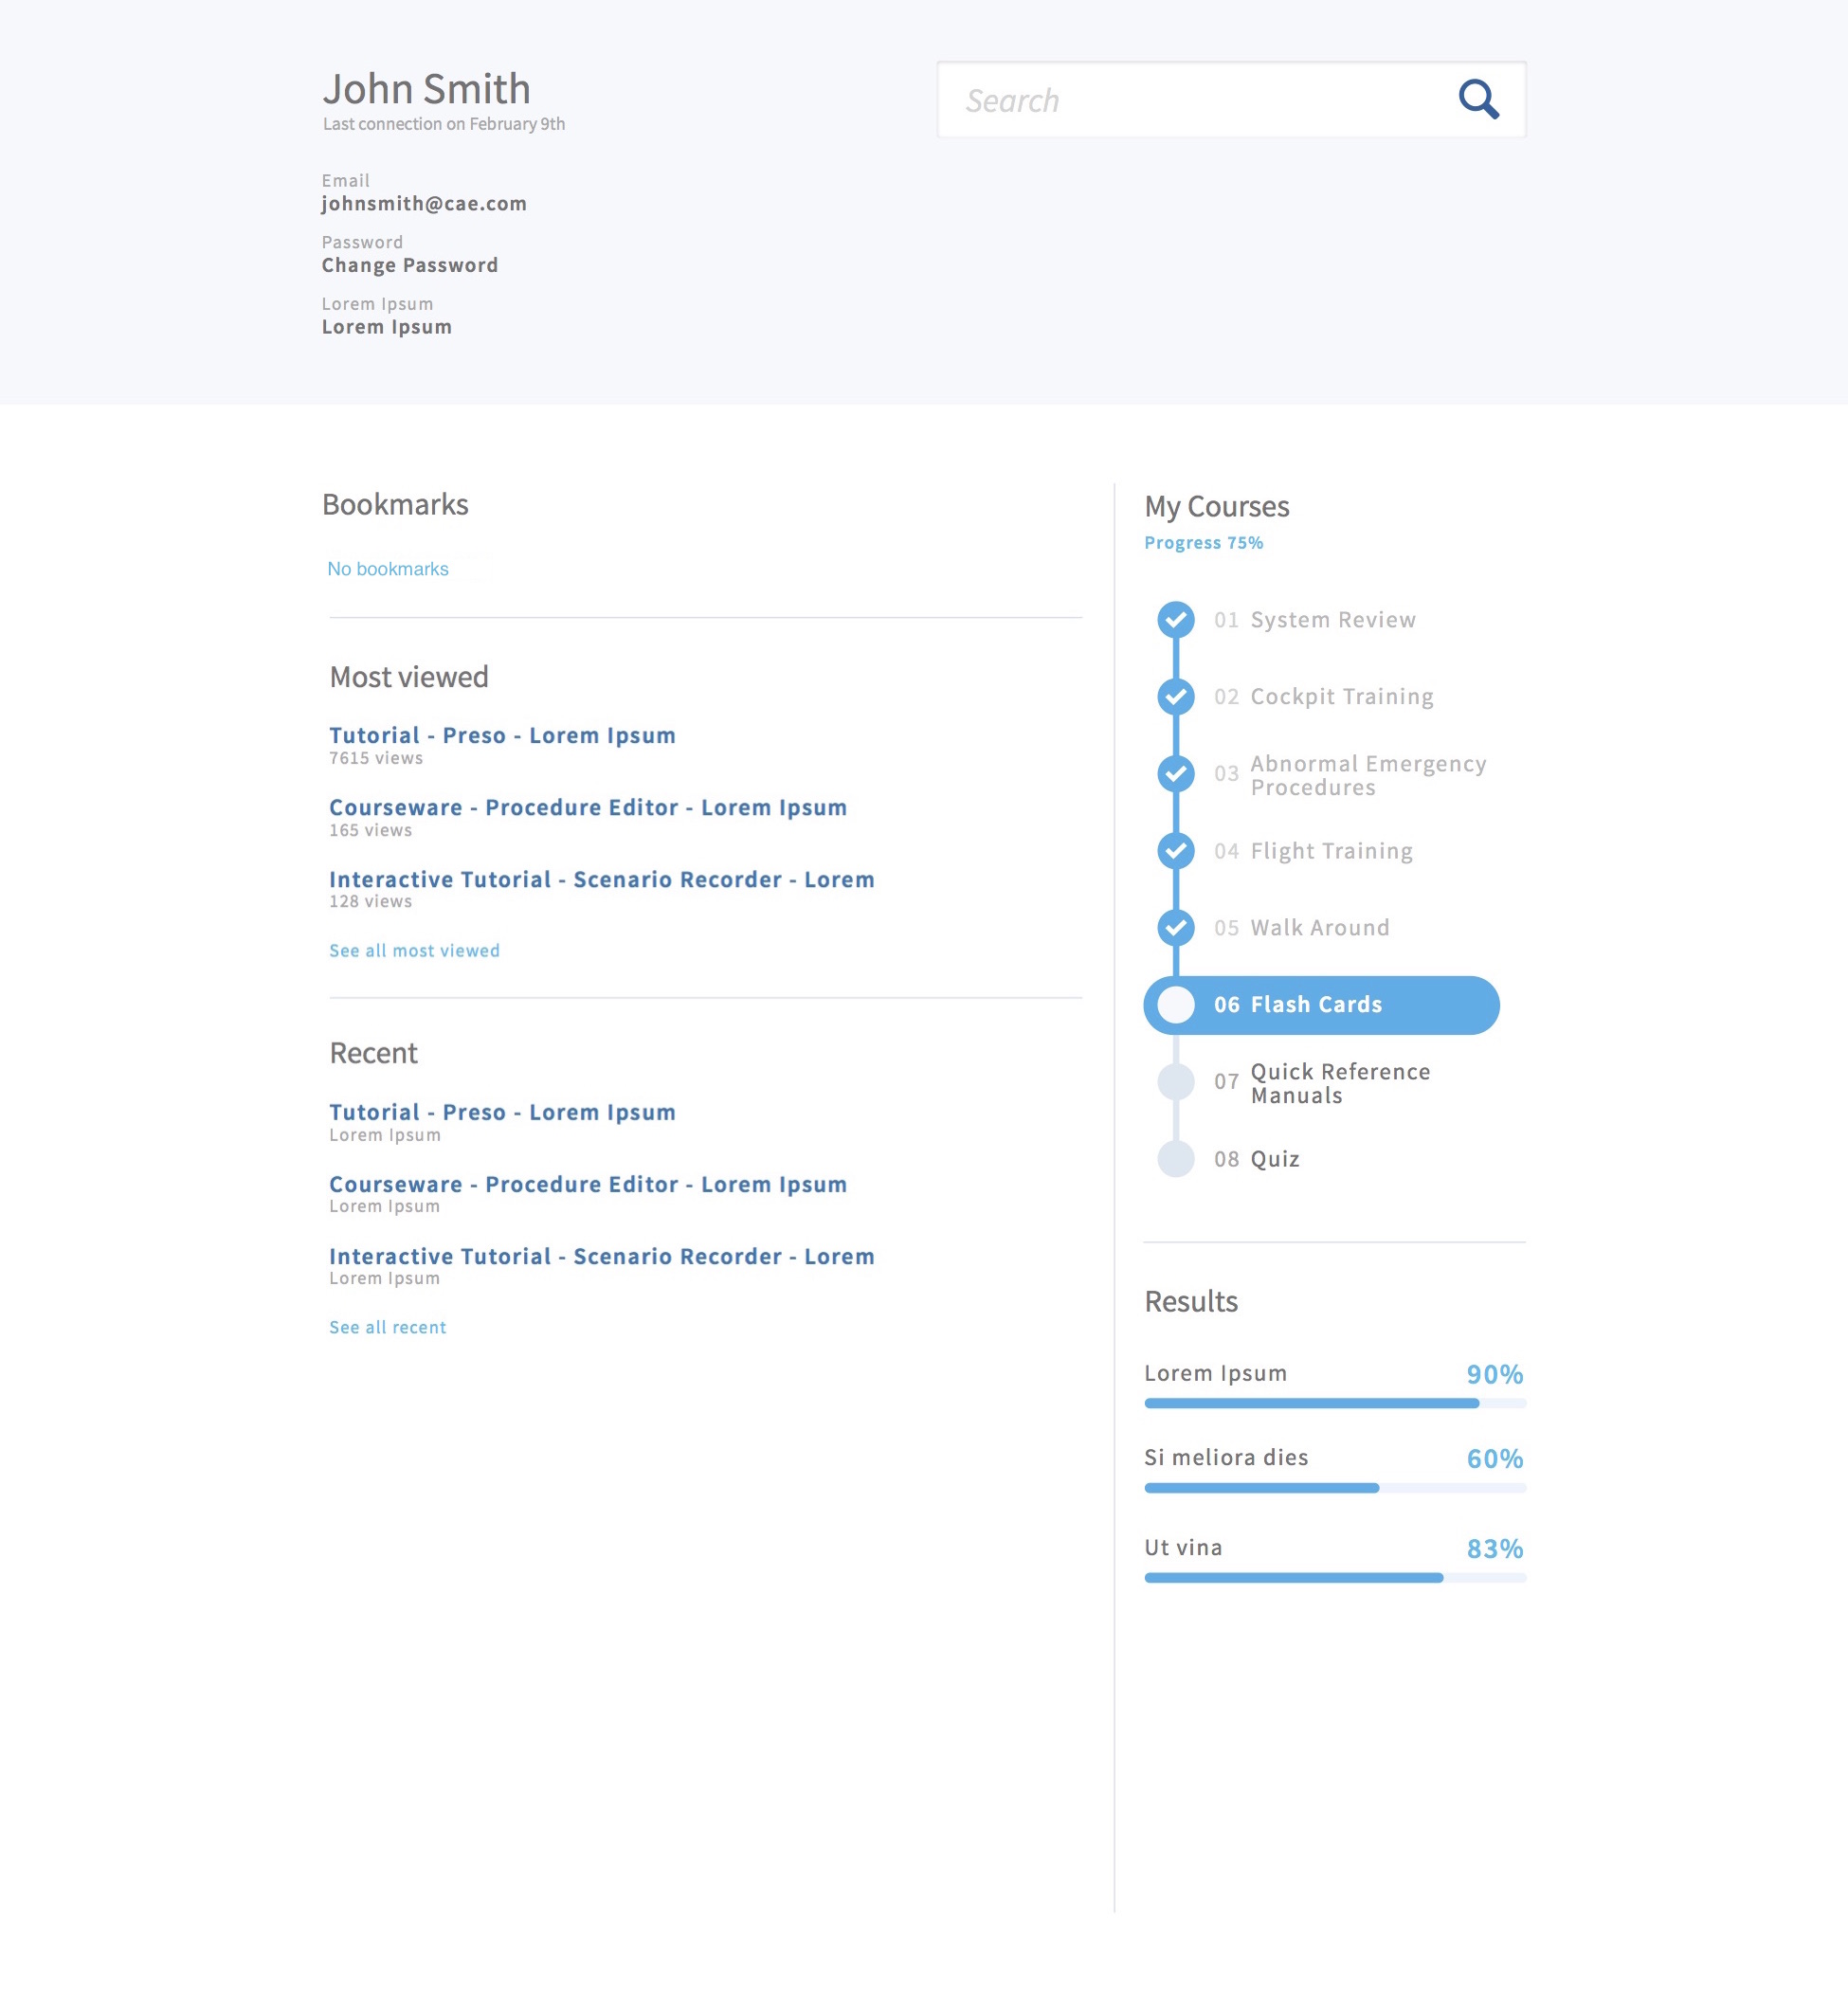 John Smith
Last connection on February 9th
Search
Email
johnsmith@cae.com
Password
Change Password
Lorem Ipsum
Lorem Ipsum
Bookmarks
No bookmarks
Most viewed
Tutorial - Preso - Lorem Ipsum
7615 views
Courseware - Procedure Editor - Lorem Ipsum
165 views
Interactive Tutorial - Scenario Recorder - Lorem
128 views
See all most viewed
Recent
Tutorial - Preso - Lorem Ipsum
Lorem Ipsum
Courseware - Procedure Editor - Lorem Ipsum
Lorem Ipsum
Interactive Tutorial - Scenario Recorder - Lorem
Lorem Ipsum
See all recent
My Courses
Progress 75%
01 System Review
02 Cockpit Training
03 Abnormal Emergency
Procedures
04 Flight Training
05 Walk Around
06 Flash Cards
07 Quick Reference
Manuals
08 Quiz
Results
Lorem Ipsum 90%
Si meliora dies 60%
Ut vina 83%